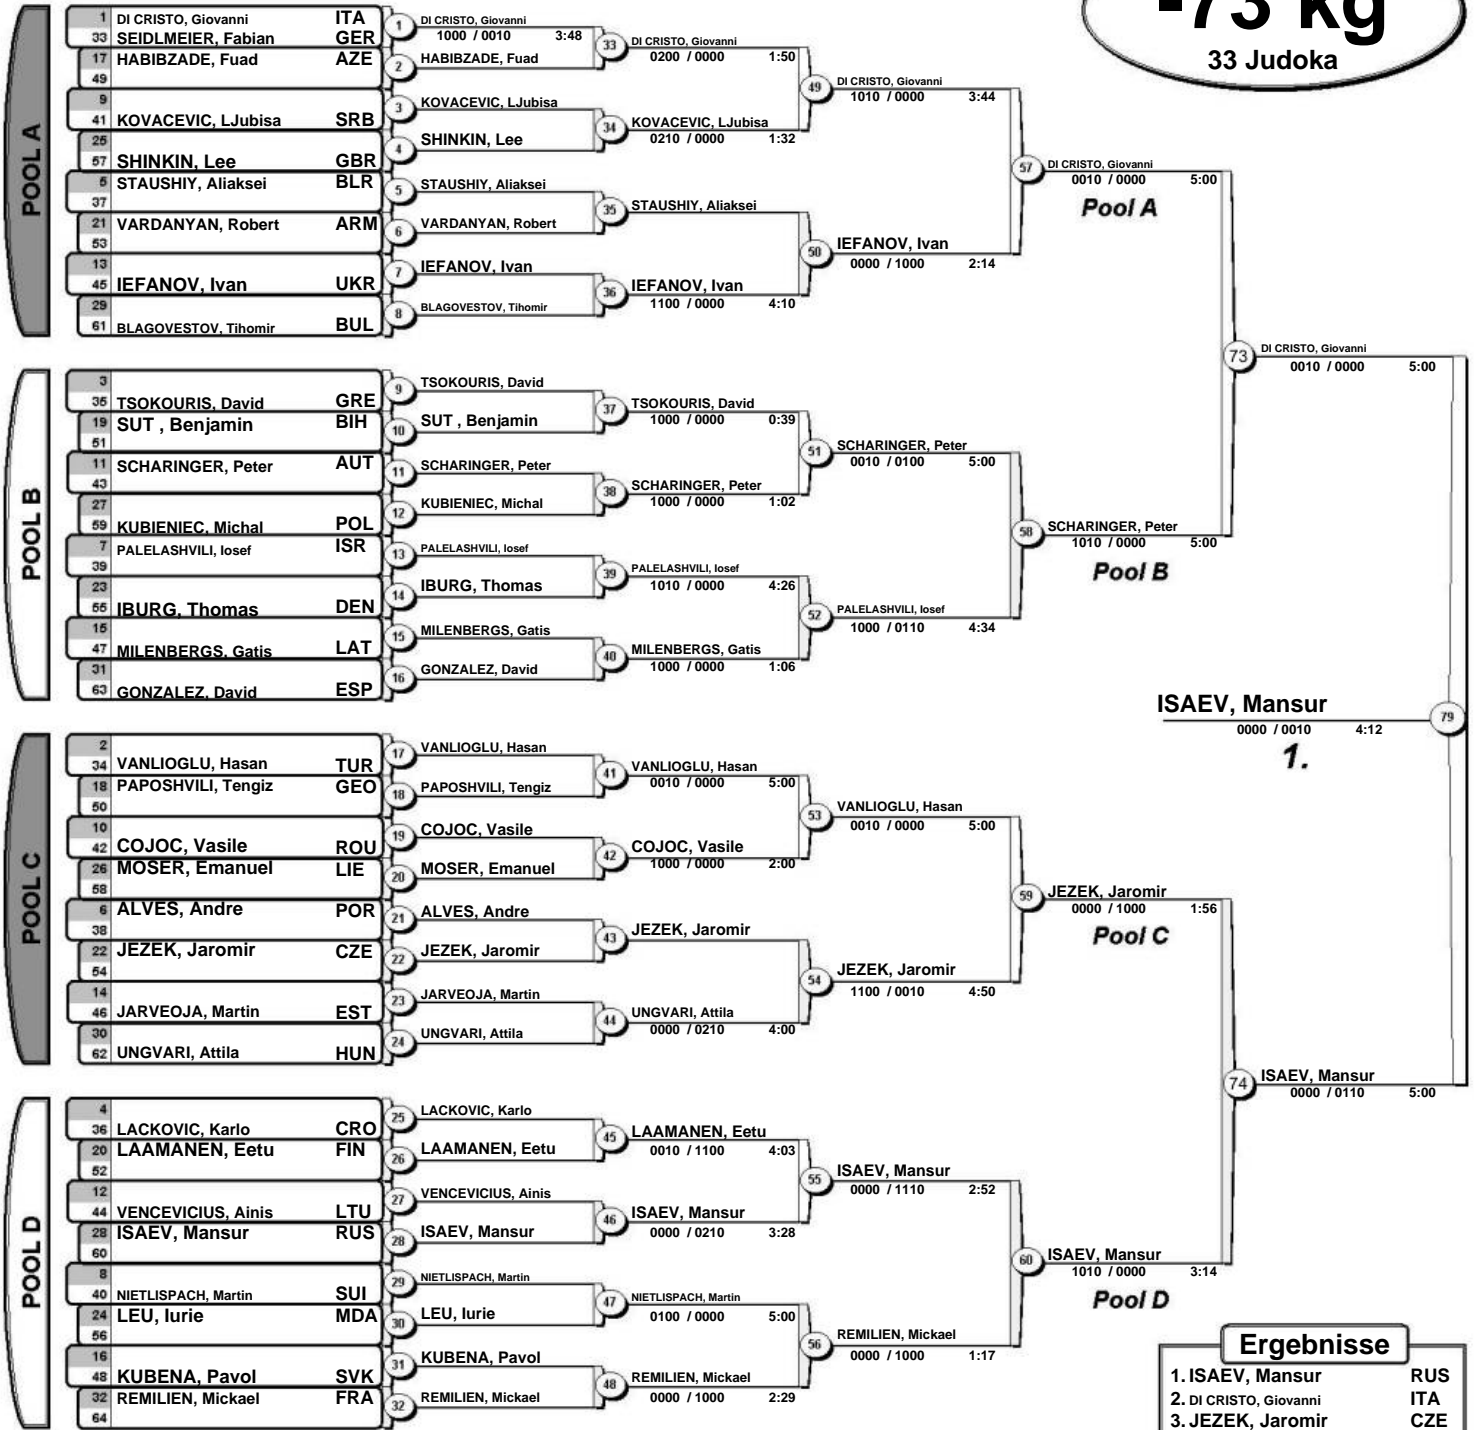 -73 kg
33 Judoka
POOL A
1 DI CRISTO, Giovanni ITA
33 SEIDLMEIER, Fabian GER
17 HABIBZADE, Fuad AZE
49
9
41 KOVACEVIC, LJubisa SRB
25
57 SHINKIN, Lee GBR
5 STAUSHIY, Aliaksei BLR
37
21 VARDANYAN, Robert ARM
53
13
45 IEFANOV, Ivan UKR
29
61 BLAGOVESTOV, Tihomir BUL
1 DI CRISTO, Giovanni
1000 / 0010 3:48
2 HABIBZADE, Fuad
3 KOVACEVIC, LJubisa
4 SHINKIN, Lee
5 STAUSHIY, Aliaksei
6 VARDANYAN, Robert
7 IEFANOV, Ivan
8 BLAGOVESTOV, Tihomir
33 DI CRISTO, Giovanni
0200 / 0000 1:50
34 KOVACEVIC, LJubisa
0210 / 0000 1:32
35 STAUSHIY, Aliaksei
36 IEFANOV, Ivan
1100 / 0000 4:10
49 DI CRISTO, Giovanni
1010 / 0000 3:44
50 IEFANOV, Ivan
0000 / 1000 2:14
57 DI CRISTO, Giovanni
0010 / 0000 5:00
Pool A
POOL B
3
35 TSOKOURIS, David GRE
19 SUT , Benjamin BIH
51
11 SCHARINGER, Peter AUT
43
27
59 KUBIENIEC, Michal POL
7 PALELASHVILI, Iosef ISR
39
23
55 IBURG, Thomas DEN
15
47 MILENBERGS, Gatis LAT
31
63 GONZALEZ, David ESP
9 TSOKOURIS, David
10 SUT , Benjamin
11 SCHARINGER, Peter
12 KUBIENIEC, Michal
13 PALELASHVILI, Iosef
14 IBURG, Thomas
15 MILENBERGS, Gatis
16 GONZALEZ, David
37 TSOKOURIS, David
1000 / 0000 0:39
38 SCHARINGER, Peter
1000 / 0000 1:02
39 PALELASHVILI, Iosef
1010 / 0000 4:26
40 MILENBERGS, Gatis
1000 / 0000 1:06
51 SCHARINGER, Peter
0010 / 0100 5:00
52 PALELASHVILI, Iosef
1000 / 0110 4:34
58 SCHARINGER, Peter
1010 / 0000 5:00
Pool B
73 DI CRISTO, Giovanni
0010 / 0000 5:00
ISAEV, Mansur 79
0000 / 0010 4:12
1.
POOL C
2
34 VANLIOGLU, Hasan TUR
18 PAPOSHVILI, Tengiz GEO
50
10
42 COJOC, Vasile ROU
26 MOSER, Emanuel LIE
58
6 ALVES, Andre POR
38
22 JEZEK, Jaromir CZE
54
14
46 JARVEOJA, Martin EST
30
62 UNGVARI, Attila HUN
17 VANLIOGLU, Hasan
18 PAPOSHVILI, Tengiz
19 COJOC, Vasile
20 MOSER, Emanuel
21 ALVES, Andre
22 JEZEK, Jaromir
23 JARVEOJA, Martin
24 UNGVARI, Attila
41 VANLIOGLU, Hasan
0010 / 0000 5:00
42 COJOC, Vasile
1000 / 0000 2:00
43 JEZEK, Jaromir
44 UNGVARI, Attila
0000 / 0210 4:00
53 VANLIOGLU, Hasan
0010 / 0000 5:00
54 JEZEK, Jaromir
1100 / 0010 4:50
59 JEZEK, Jaromir
0000 / 1000 1:56
Pool C
POOL D
4
36 LACKOVIC, Karlo CRO
20 LAAMANEN, Eetu FIN
52
12
44 VENCEVICIUS, Ainis LTU
28 ISAEV, Mansur RUS
60
8
40 NIETLISPACH, Martin SUI
24 LEU, Iurie MDA
56
16
48 KUBENA, Pavol SVK
32 REMILIEN, Mickael FRA
64
25 LACKOVIC, Karlo
26 LAAMANEN, Eetu
27 VENCEVICIUS, Ainis
28 ISAEV, Mansur
29 NIETLISPACH, Martin
30 LEU, Iurie
31 KUBENA, Pavol
32 REMILIEN, Mickael
45 LAAMANEN, Eetu
0010 / 1100 4:03
46 ISAEV, Mansur
0000 / 0210 3:28
47 NIETLISPACH, Martin
0100 / 0000 5:00
48 REMILIEN, Mickael
0000 / 1000 2:29
55 ISAEV, Mansur
0000 / 1110 2:52
56 REMILIEN, Mickael
0000 / 1000 1:17
60 ISAEV, Mansur
1010 / 0000 3:14
Pool D
74 ISAEV, Mansur
0000 / 0110 5:00
Ergebnisse
1. ISAEV, Mansur RUS
2. DI CRISTO, Giovanni ITA
3. JEZEK, Jaromir CZE